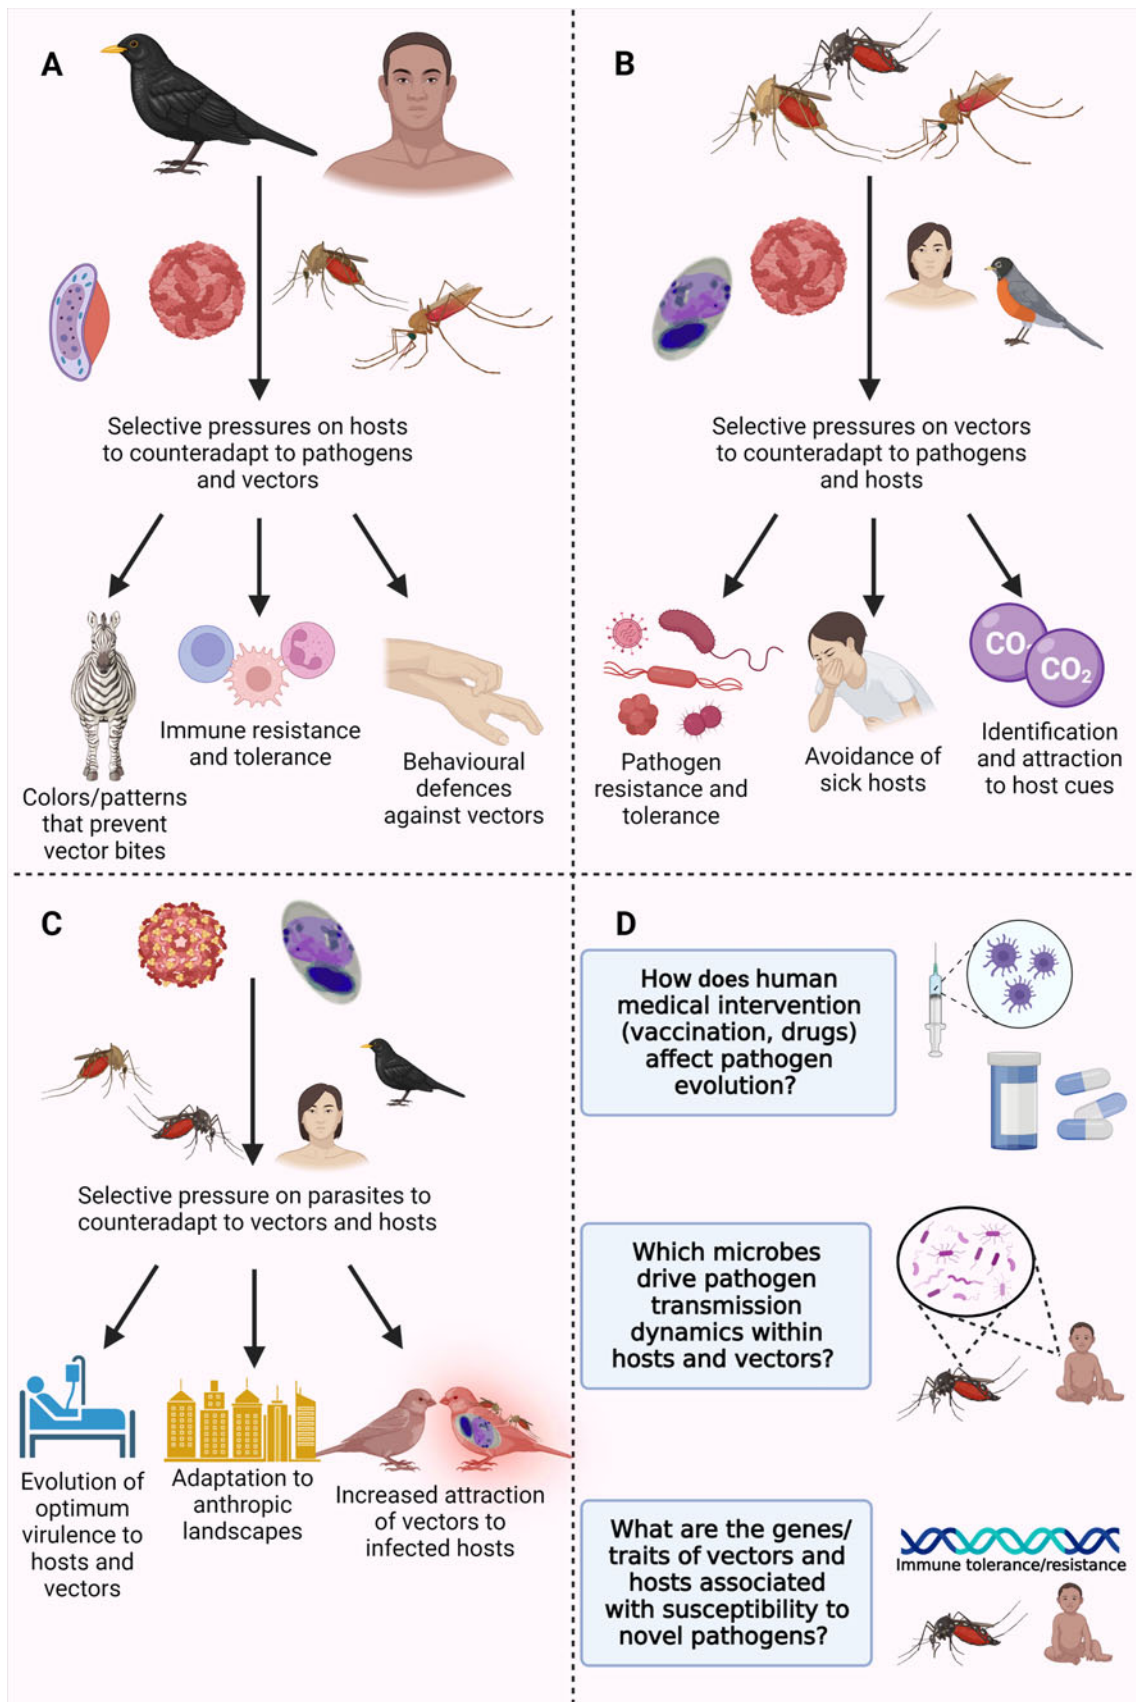 A
Selective pressures on hosts
to counteradapt to pathogens
and vectors
Colors/patterns
that prevent
vector bites
Immune resistance
and tolerance
Behavioural
defences
against vectors
B
Selective pressures on vectors
to counteradapt to pathogens
and hosts
CO2
CO₂
Pathogen
resistance and
tolerance
Avoidance of
sick hosts
Identification
and attraction
to host cues
C
Selective pressure on parasites to
counteradapt to vectors and hosts
Evolution of
optimum
virulence to
hosts and
vectors
Adaptation to
anthropic
landscapes
Increased attraction
of vectors to
infected hosts
D
How does human
medical intervention
(vaccination, drugs)
affect pathogen
evolution?
Which microbes
drive pathogen
transmission
dynamics within
hosts and vectors?
What are the genes/
traits of vectors and
hosts associated
with susceptibility to
novel pathogens?
Immune tolerance/resistance